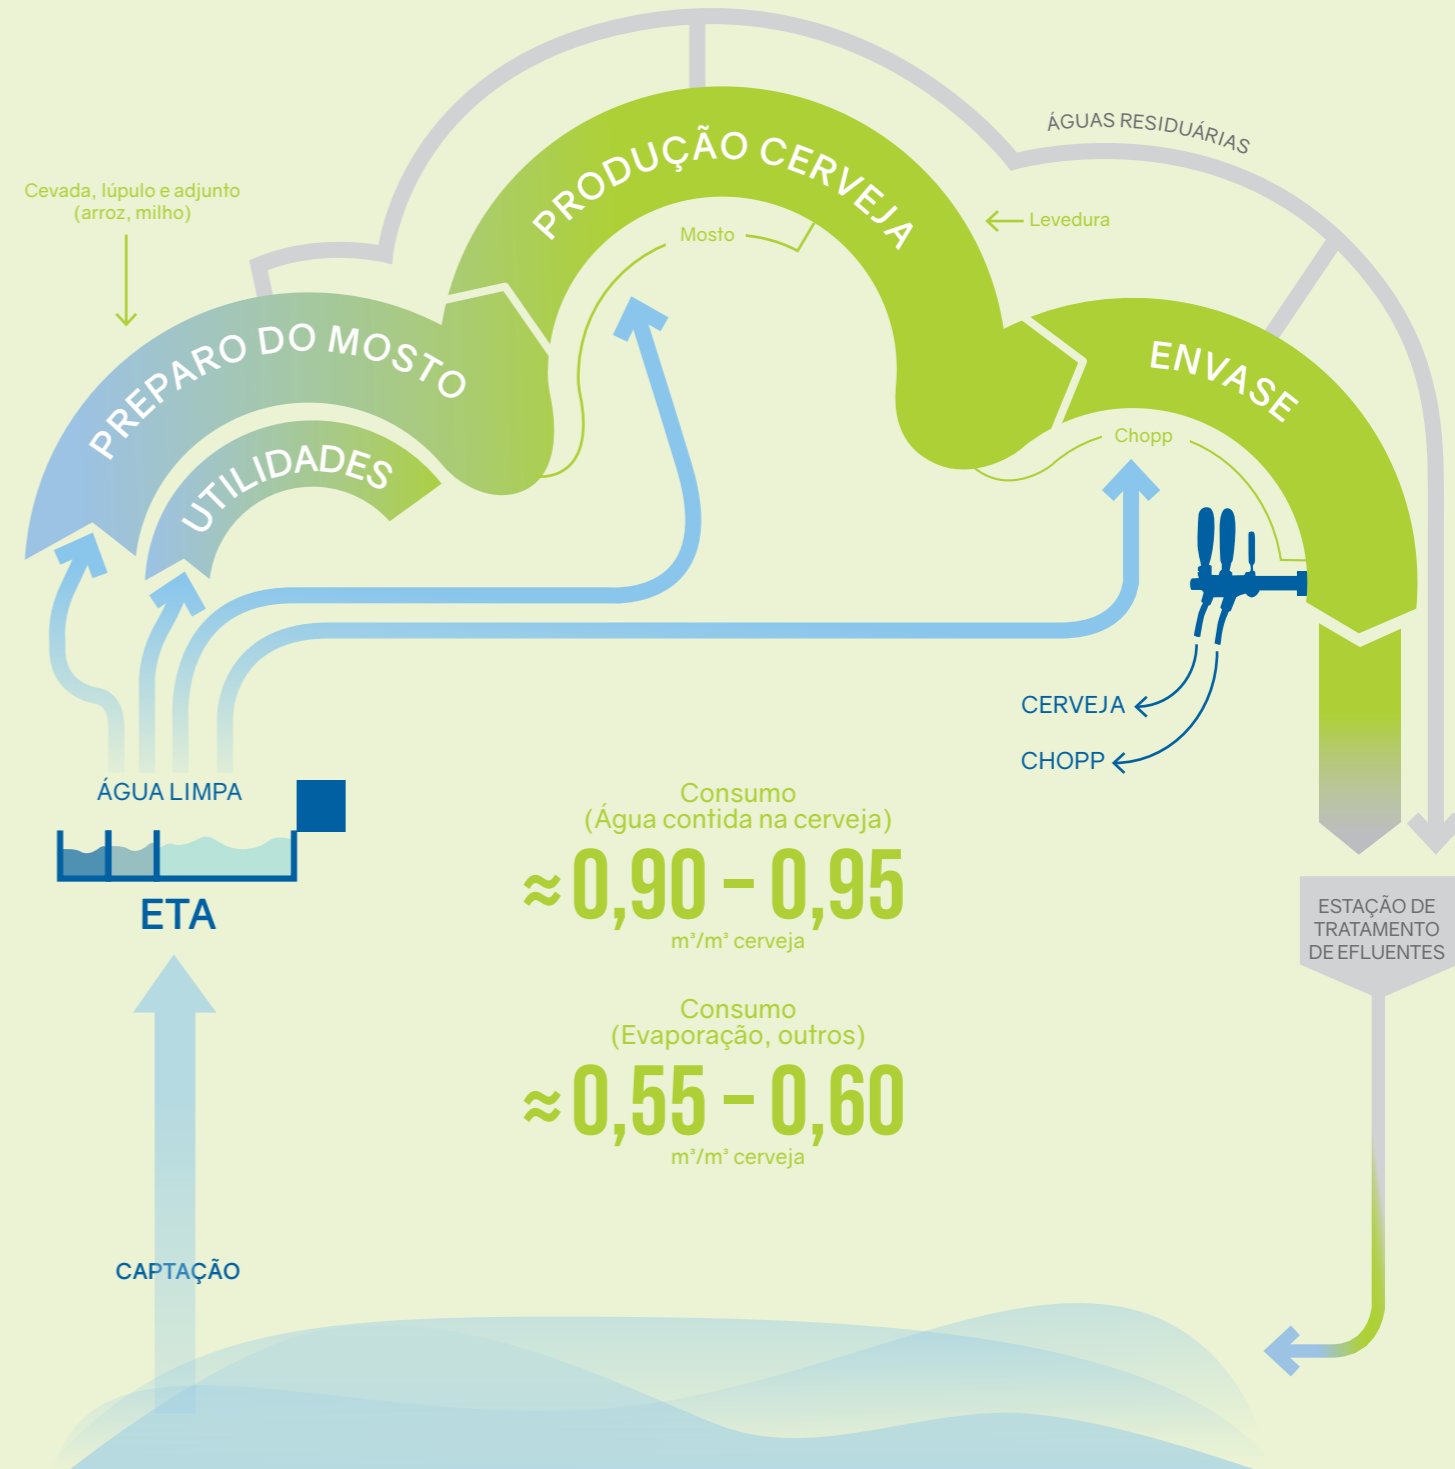 ÁGUAS RESIDUÁRIAS
PRODUÇÃO CERVEJA
Cevada, lúpulo e adjunto
(arroz, milho)
Levedura
Mosto
PREPARO DO MOSTO
ENVASE
UTILIDADES
Chopp
CERVEJA
CHOPP
ÁGUA LIMPA
ETA
Consumo
(Água contida na cerveja)
≈ 0,90 – 0,95
m³/m³ cerveja
ESTAÇÃO DE
TRATAMENTO
DE EFLUENTES
Consumo
(Evaporação, outros)
≈ 0,55 – 0,60
m³/m³ cerveja
CAPTAÇÃO